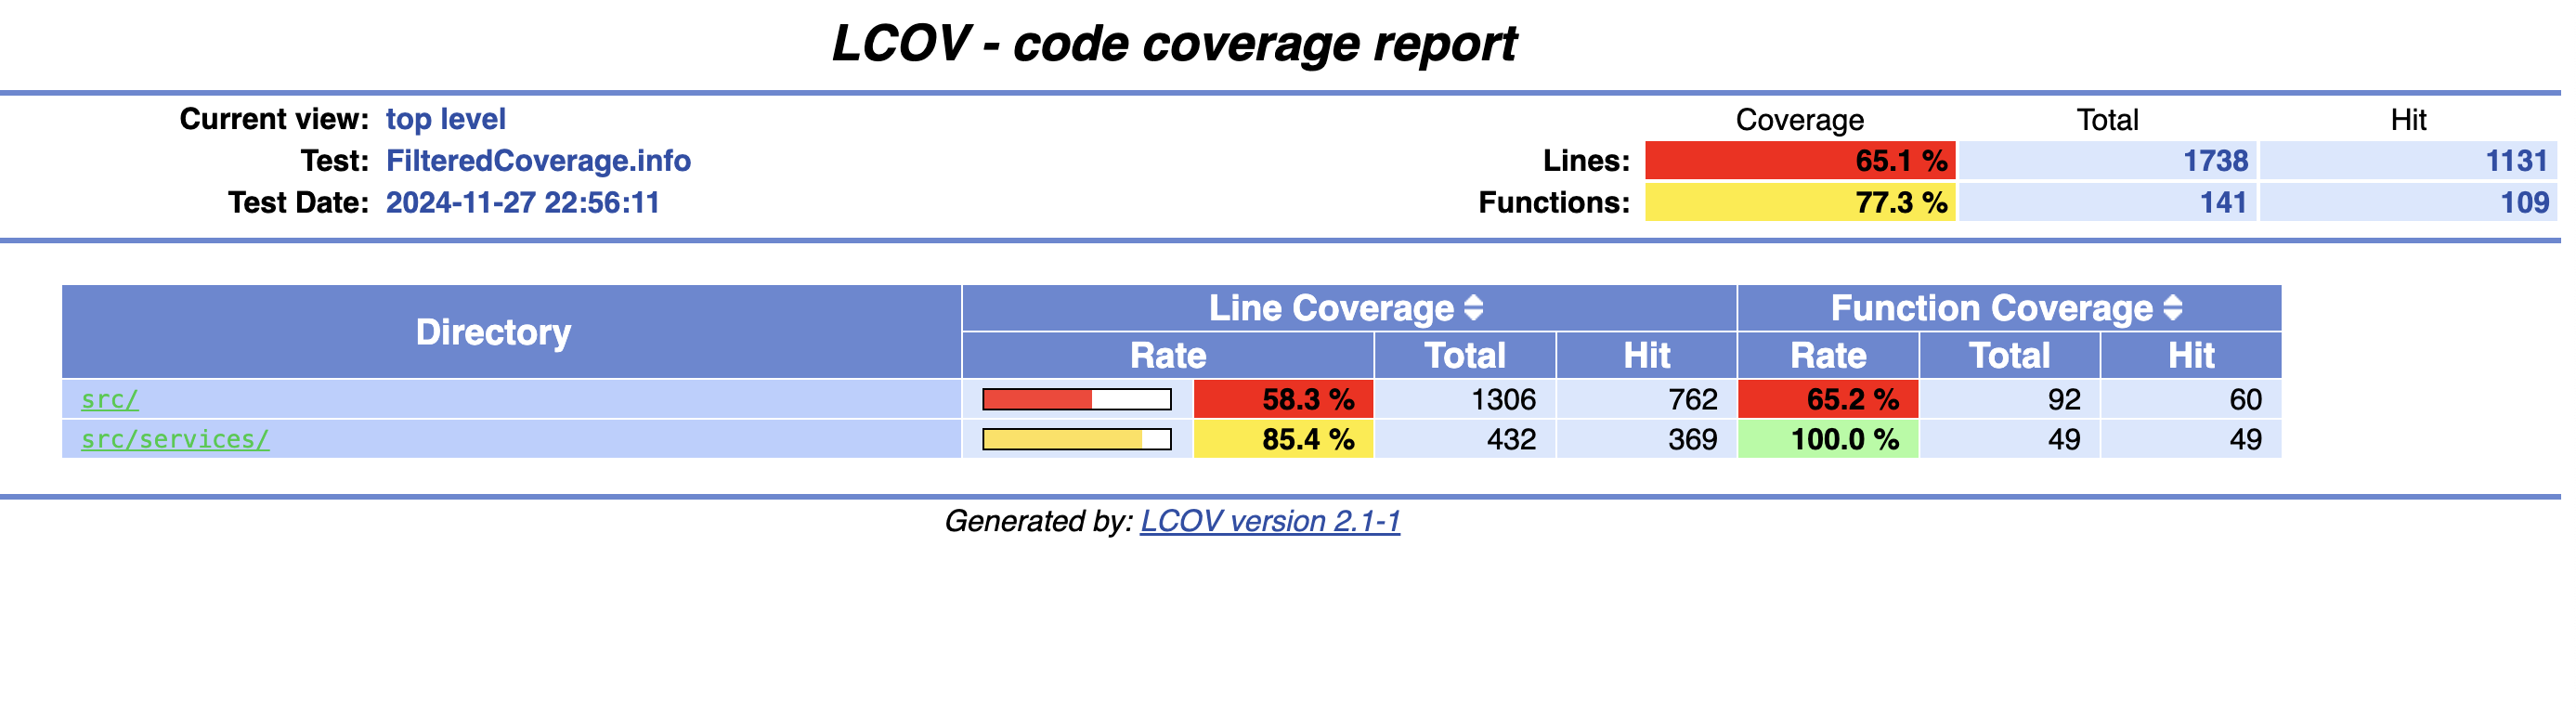 LCOV - code coverage report
Current view: top level Coverage Total Hit
Test: FilteredCoverage.info Lines: 65.1 % 1738 1131
Test Date: 2024-11-27 22:56:11 Functions: 77.3 % 141 109
Directory Line Coverage Function Coverage
Rate Total Hit Rate Total Hit
src/ 58.3 % 1306 762 65.2 % 92 60
src/services/ 85.4 % 432 369 100.0 % 49 49
Generated by: LCOV version 2.1-1